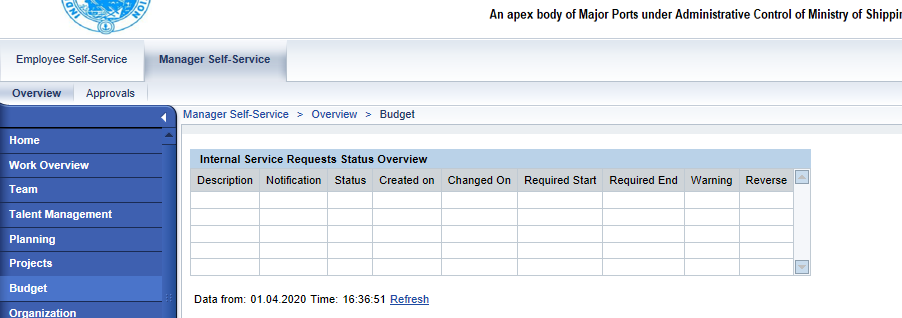 An apex body of Major Ports under Administrative Control of Ministry of
Employee Self-Service
Manager Self-Service
Overview
Approvals
Manager Self-Service > Overview > Budget
Home
Work Overview
Team
Talent Management
Planning
Projects
Budget
Organization
Internal Service Requests Status Overview
Description Notification Status Created on Changed On Required Start Required End Warning Reverse
Data from: 01.04.2020 Time: 16:36:51 Refresh